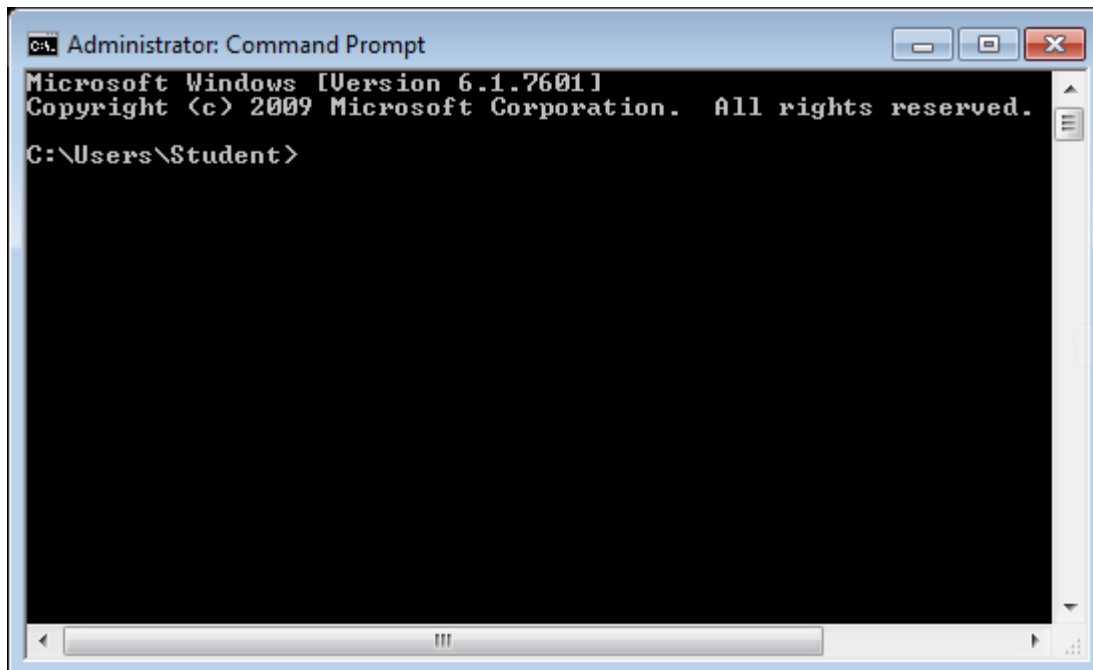 Administrator: Command Prompt
Microsoft Windows [Version 6.1.7601]
Copyright (c) 2009 Microsoft Corporation.  All rights reserved.
C:\Users\Student>